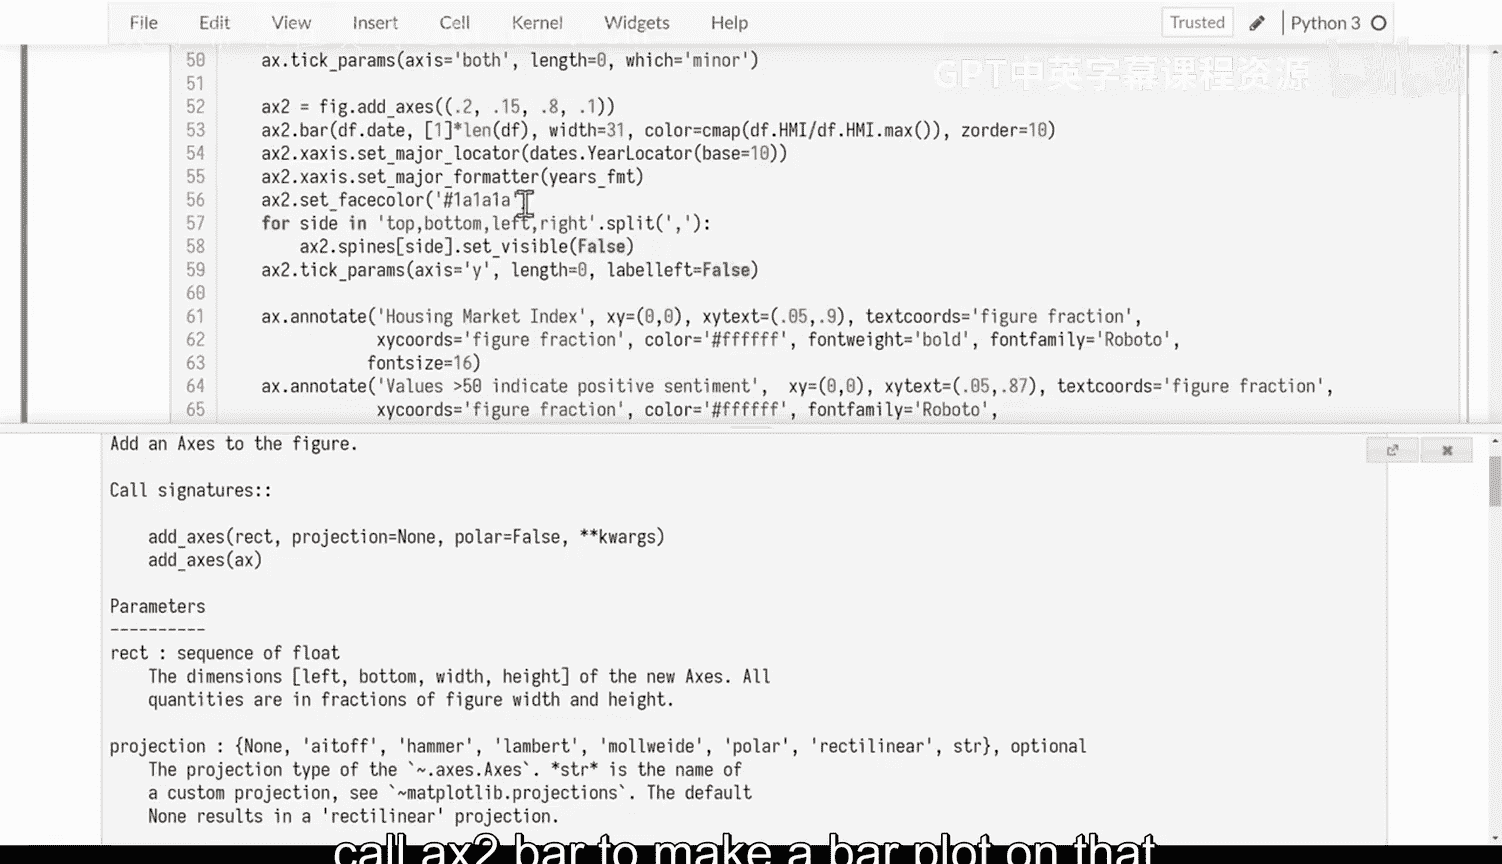 File Edit View Insert Cell Kernel Widgets Help Trusted Python 3
50 ax.tick_params(axis='both', length=0, which='minor')
GPT中英字幕课程资源
51
52 ax2 = fig.add_axes((.2, .15, .8, .1))
53 ax2.bar(df.date, [1]*len(df), width=31, color=cmap(df.HMI/df.HMI.max()), zorder=10)
54 ax2.xaxis.set_major_locator(dates.YearLocator(base=10))
55 ax2.xaxis.set_major_formatter(years_fmt)
56 ax2.set_facecolor('#1a1a1a')
57 for side in 'top,bottom,left,right'.split(','):
58 ax2.spines[side].set_visible(False)
59 ax2.tick_params(axis='y', length=0, labelleft=False)
60
61 ax.annotate('Housing Market Index', xy=(0,0), xytext=(.05,.9), textcoords='figure fraction',
62 xycoords='figure fraction', color='#ffffff', fontweight='bold', fontfamily='Roboto',
63 fontsize=16)
64 ax.annotate('Values >50 indicate positive sentiment', xy=(0,0), xytext=(.05,.87), textcoords='figure fraction',
65 xycoords='figure fraction', color='#ffffff', fontfamily='Roboto',
Add an Axes to the figure.
Call signatures::
add_axes(rect, projection=None, polar=False, **kwargs)
add_axes(ax)
Parameters
----------
rect : sequence of float
The dimensions [left, bottom, width, height] of the new Axes. All
quantities are in fractions of figure width and height.
projection : {None, 'aitoff', 'hammer', 'lambert', 'mollweide', 'polar', 'rectilinear', str}, optional
The projection type of the `~.axes.Axes`. *str* is the name of
a custom projection, see `~matplotlib.projections`. The default
None results in a 'rectilinear' projection.
call ax2 bar to make a bar plot on that